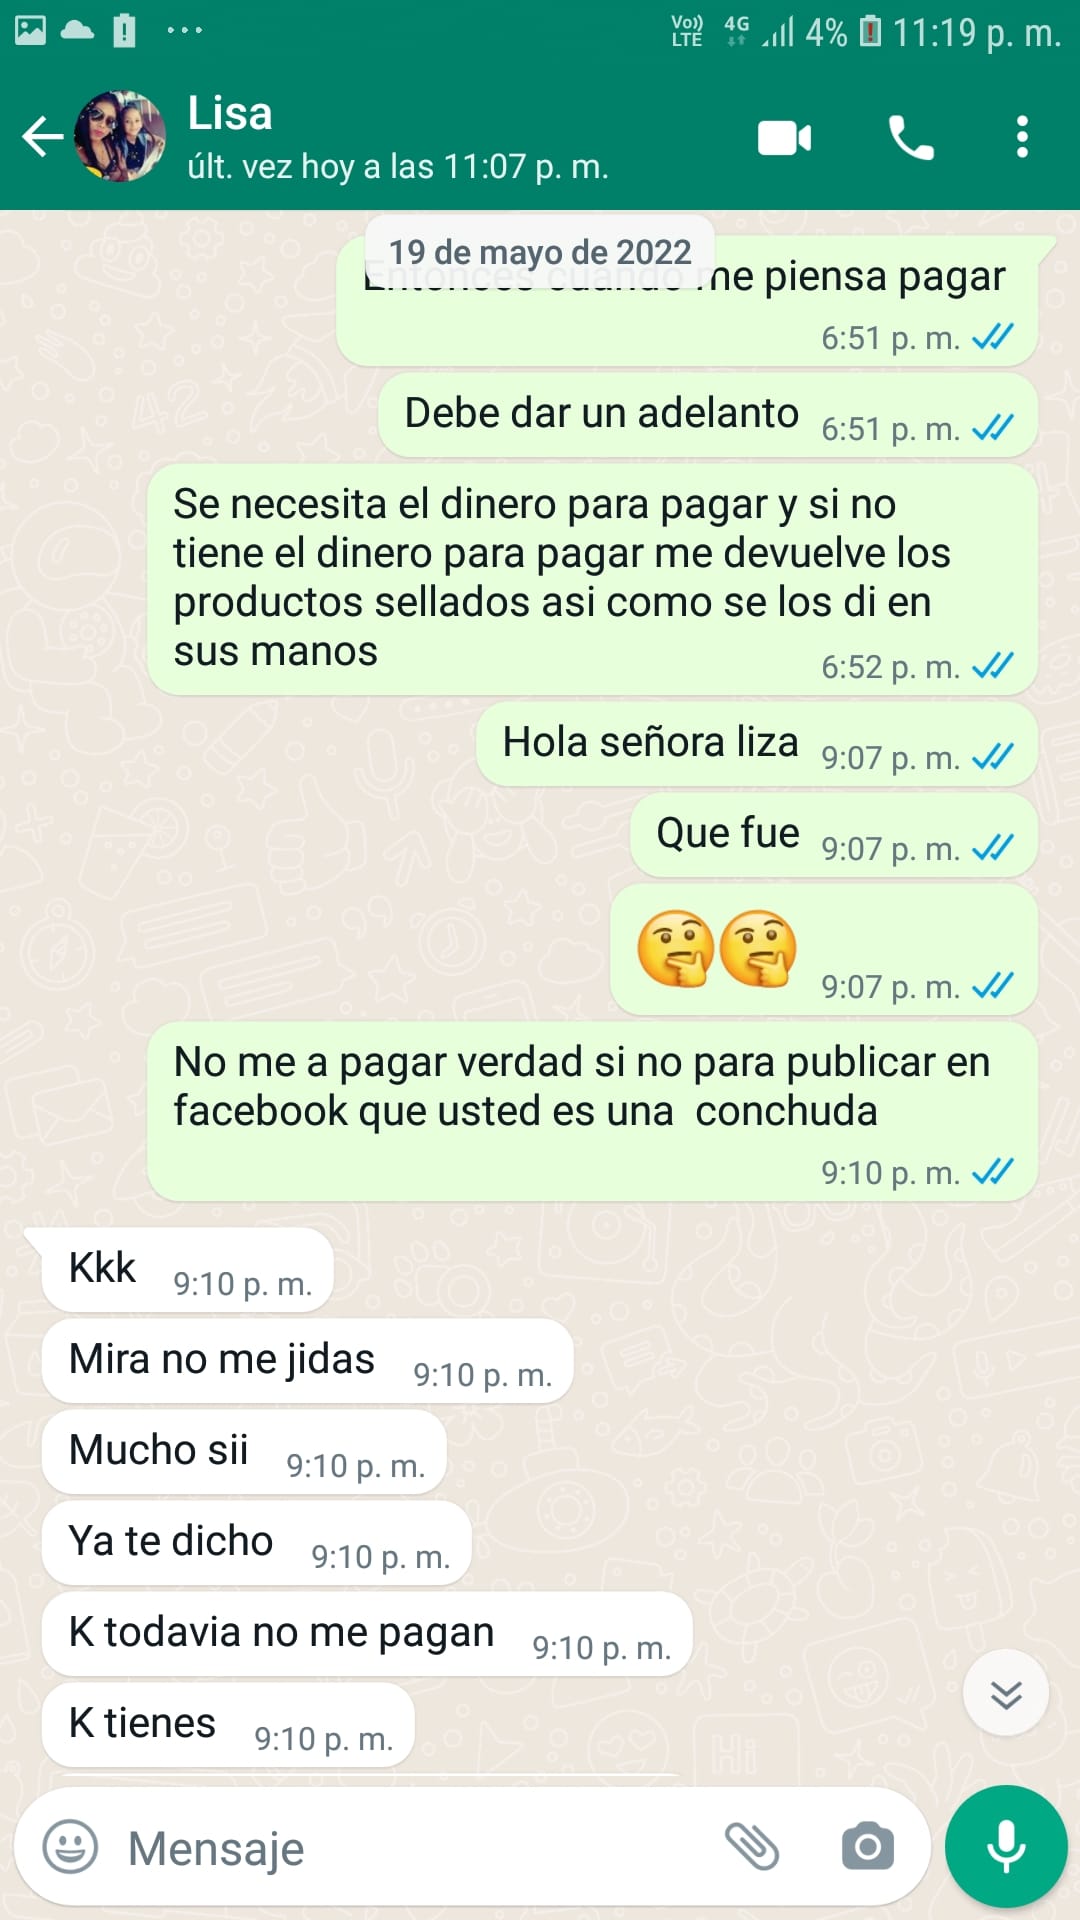 Vo)) LTE 4G 4% 11:19 p. m.
Lisa
últ. vez hoy a las 11:07 p. m.
19 de mayo de 2022
Entonces cuando me piensa pagar
6:51 p. m.
Debe dar un adelanto 6:51 p. m.
Se necesita el dinero para pagar y si no
tiene el dinero para pagar me devuelve los
productos sellados asi como se los di en
sus manos
6:52 p. m.
Hola señora liza 9:07 p. m.
Que fue 9:07 p. m.
🤔🤔 9:07 p. m.
No me a pagar verdad si no para publicar en
facebook que usted es una  conchuda
9:10 p. m.
Kkk 9:10 p. m.
Mira no me jidas 9:10 p. m.
Mucho sii 9:10 p. m.
Ya te dicho 9:10 p. m.
K todavia no me pagan 9:10 p. m.
K tienes 9:10 p. m.
Mensaje